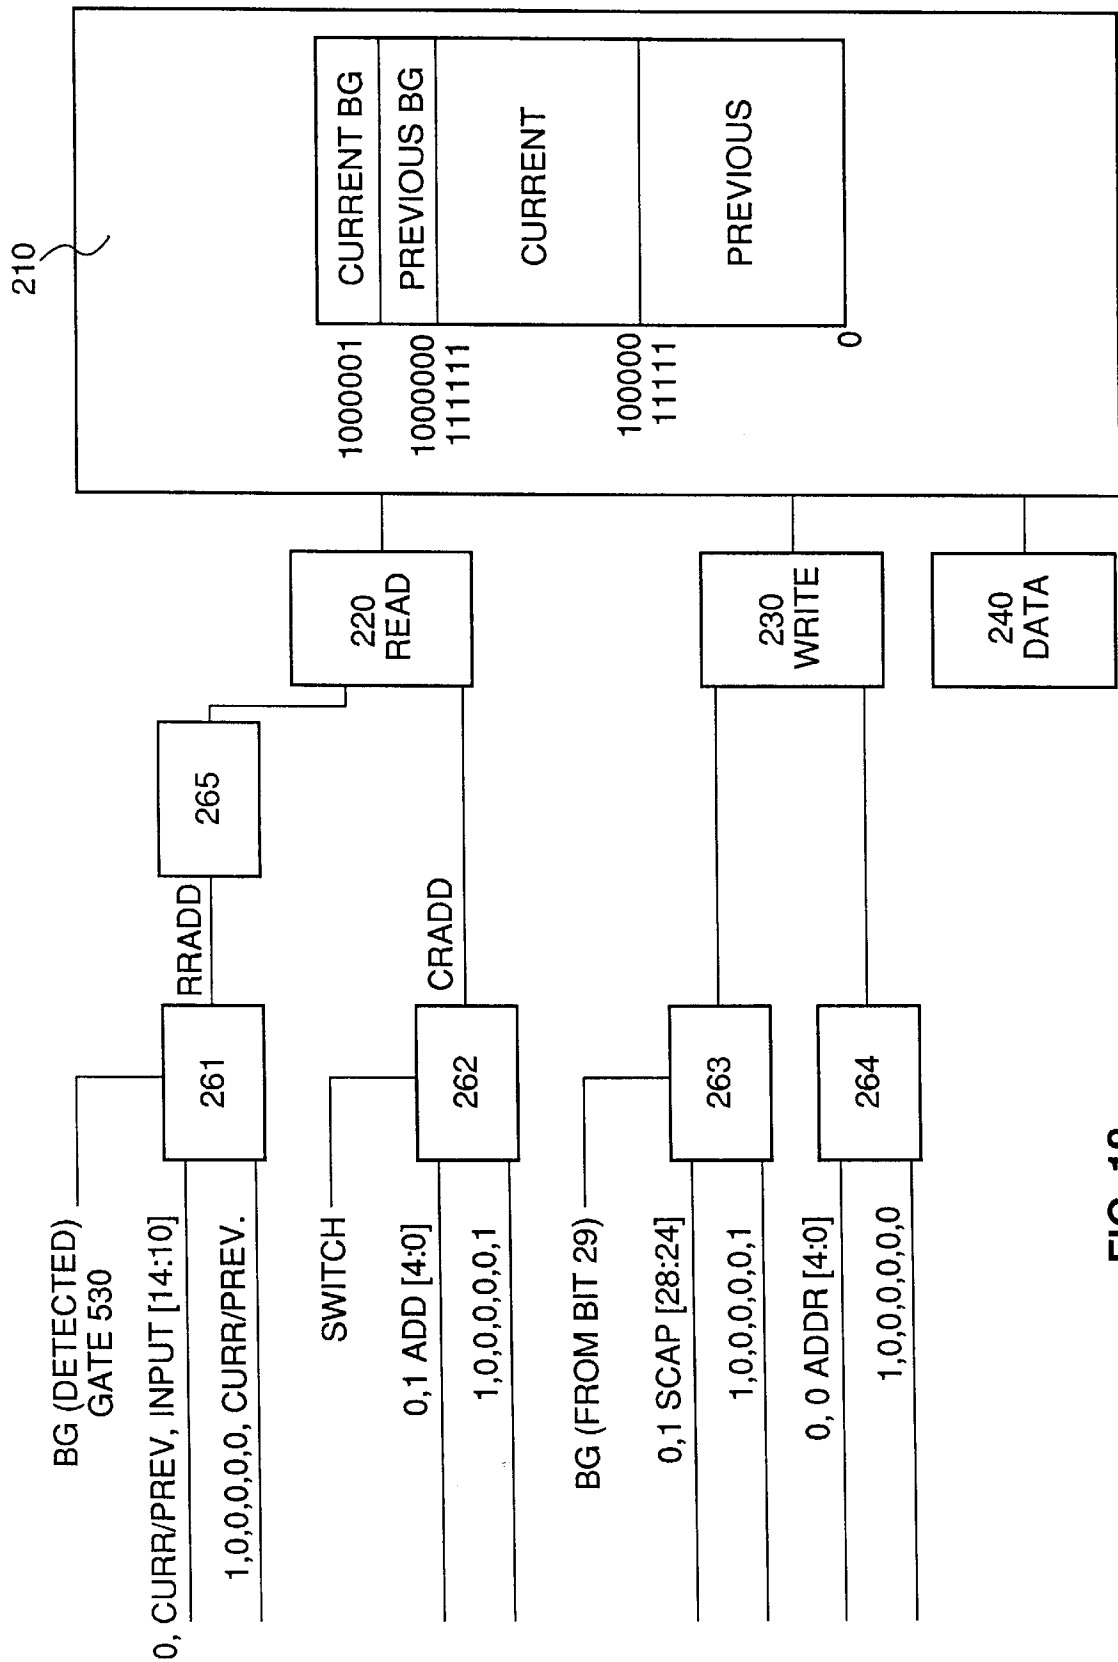 BG (DETECTED)
GATE 530
0, CURR/PREV, INPUT [14:10]
1,0,0,0,0,0, CURR/PREV.
261
RRADD
265
SWITCH
0,1 ADD [4:0]
1,0,0,0,0,0,1
262
CRADD
220
READ
BG (FROM BIT 29)
0,1 SCAP [28:24]
1,0,0,0,0,0,1
263
0, 0 ADDR [4:0]
1,0,0,0,0,0,0
264
230
WRITE
240
DATA
210
1000001
CURRENT BG
1000000
PREVIOUS BG
111111
CURRENT
100000
11111
PREVIOUS
0
FIG.